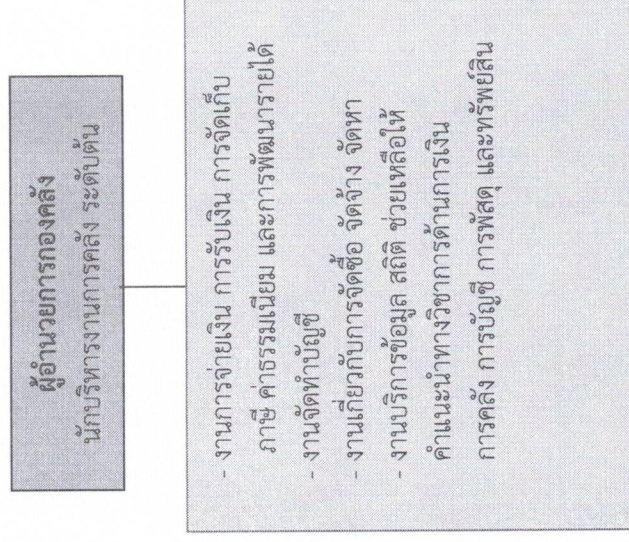 ผู้อำนวยการกองคลัง
นักบริหารงานการคลัง ระดับต้น
- งานการจ่ายเงิน การรับเงิน การจัดเก็บ
ภาษี ค่าธรรมเนียม และการพัฒนารายได้
- งานจัดทำบัญชี
- งานเกี่ยวกับการจัดซื้อ จัดจ้าง จัดหา
- งานบริการข้อมูล สถิติ ช่วยเหลือให้
คำแนะนำทางวิชาการด้านการเงิน
การคลัง การบัญชี การพัสดุ และทรัพย์สิน